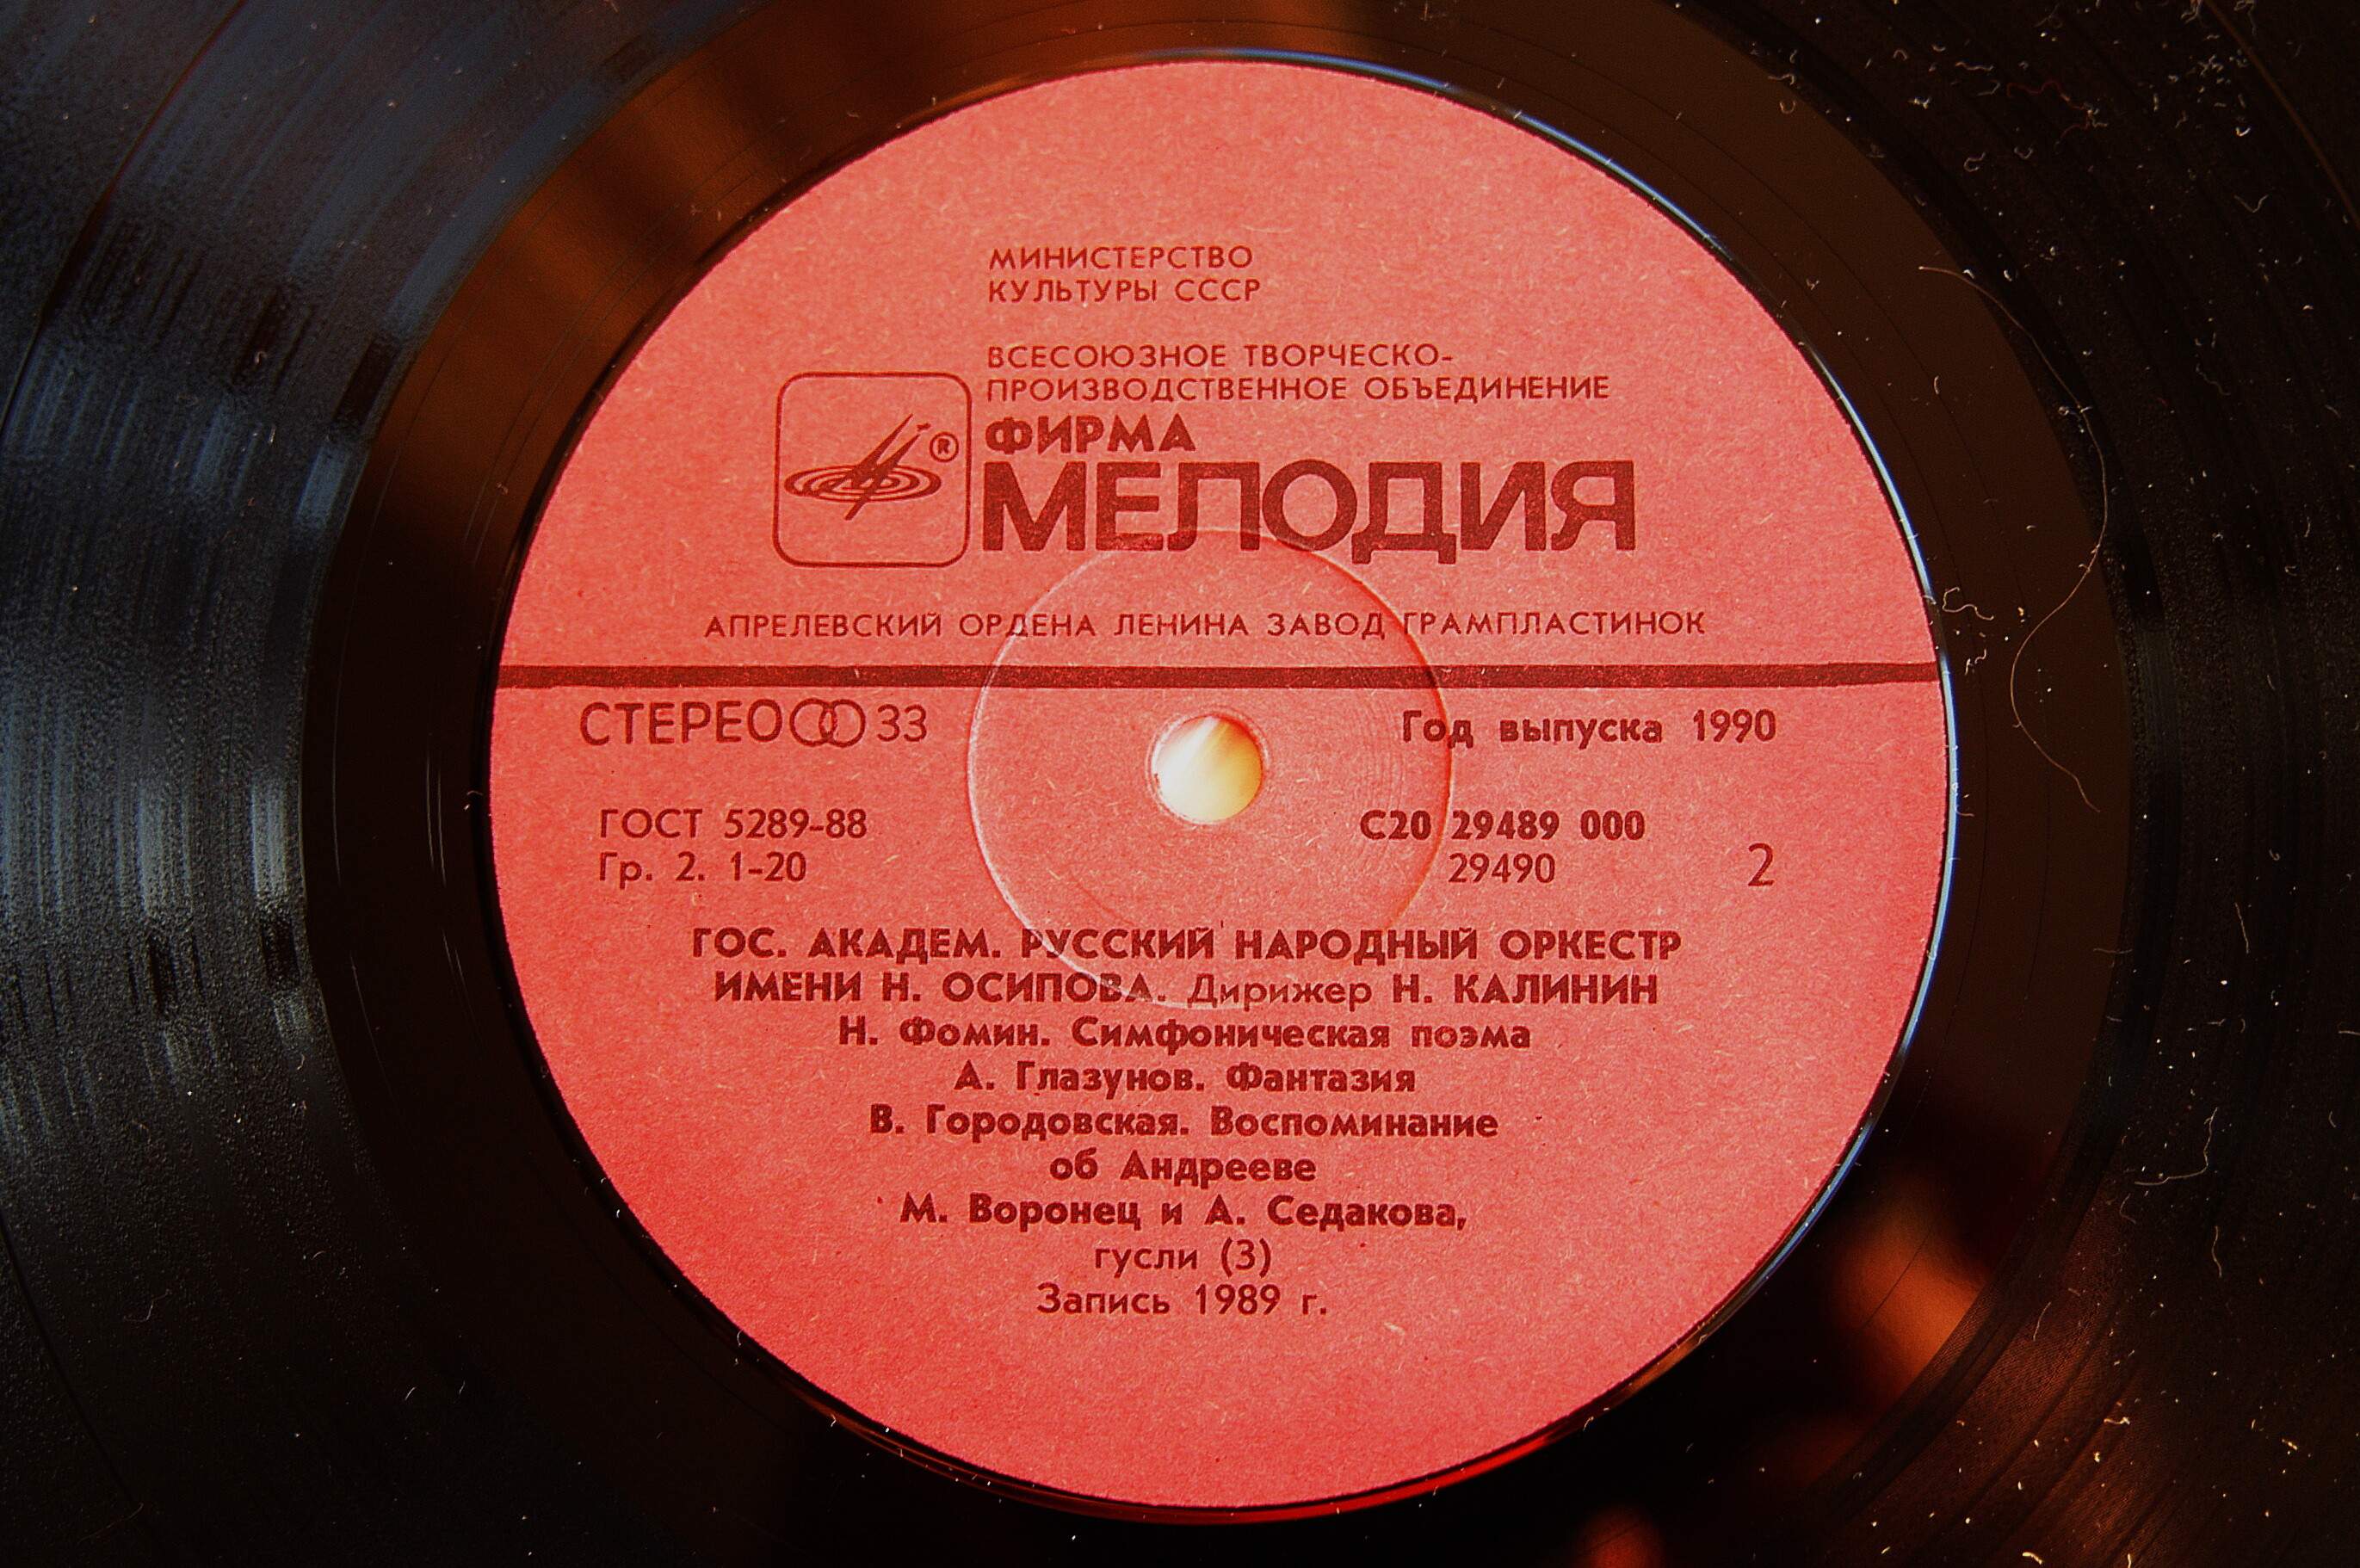 МИНИСТЕРСТВО
КУЛЬТУРЫ СССР
ВСЕСОЮЗНОЕ ТВОРЧЕСКО-
ПРОИЗВОДСТВЕННОЕ ОБЪЕДИНЕНИЕ
ФИРМА
®
МЕЛОДИЯ
АПРЕЛЕВСКИЙ ОРДЕНА ЛЕНИНА ЗАВОД ГРАМПЛАСТИНОК
СТЕРЕО 33
Год выпуска 1990
ГОСТ 5289-88
С20 29489 000
Гр. 2. 1-20
29490
2
ГОС. АКАДЕМ. РУССКИЙ НАРОДНЫЙ ОРКЕСТР
ИМЕНИ Н. ОСИПОВА. Дирижер Н. КАЛИНИН
Н. Фомин. Симфоническая поэма
А. Глазунов. Фантазия
В. Городовская. Воспоминание
об Андрееве
М. Воронец и А. Седакова,
гусли (3)
Запись 1989 г.